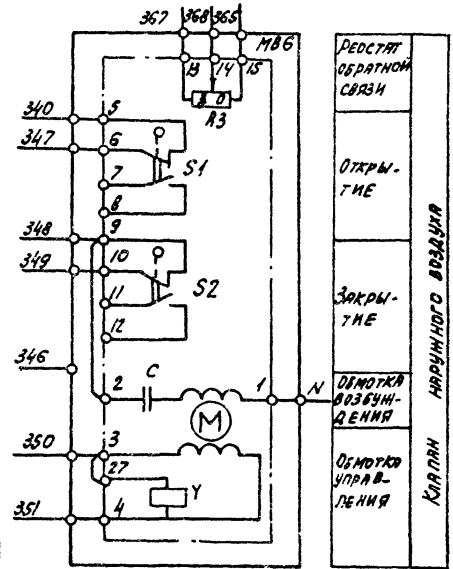 367 368 365
МВ6
13 14 15
В О
R3
340
5
347
6
7
S1
8
348
9
349
10
11
S2
12
346
2
C
1
N
М
350
3
27
Y
351
4
РЕОСТАТ
ОБРАТНОЙ
СВЯЗИ
ОТКРЫ-
ТИЕ
ЗАКРЫ-
ТИЕ
ОБМОТКА
ВОЗБУЖ-
ДЕНИЯ
ОБМОТКА
УПРАВ-
ЛЕНИЯ
КЛАПАН НАРУЖНОГО ВОЗДУХА